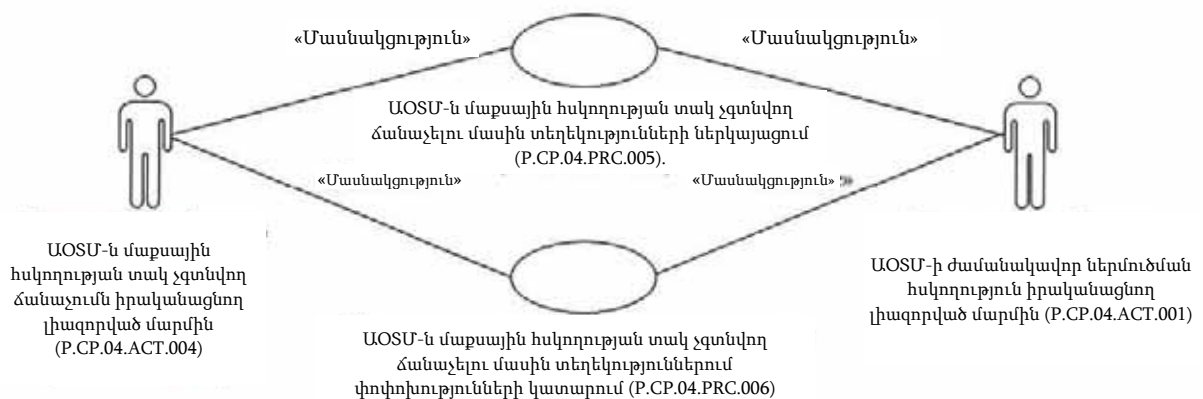 «Մասնակցություն»
«Մասնակցություն»
ԱՕՏՄ-ն մաքսային հսկողության տակ չգտնվող
ճանաչելու մասին տեղեկությունների ներկայացում
(P.CP.04.PRC.005).
«Մասնակցություն»
«Մասնակցություն»
ԱՕՏՄ-ն մաքսային
հսկողության տակ չգտնվող
ճանաչումն իրականացնող
լիազորված մարմին
(P.CP.04.ACT.004)
ԱՕՏՄ-ի ժամանակավոր ներմուծման
հսկողություն իրականացնող
լիազորված մարմին (P.CP.04.ACT.001)
ԱՕՏՄ-ն մաքսային հսկողության տակ չգտնվող
ճանաչելու մասին տեղեկություններում
փոփոխությունների կատարում (P.CP.04.PRC.006)